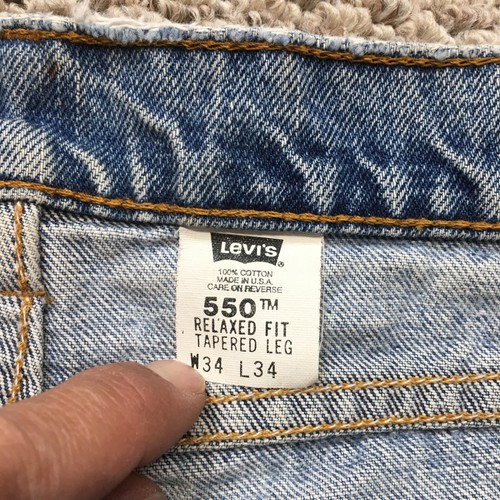 Levi's
®
100% COTTON
MADE IN U.S.A.
CARE ON REVERSE
550™
RELAXED FIT
TAPERED LEG
W34 L34